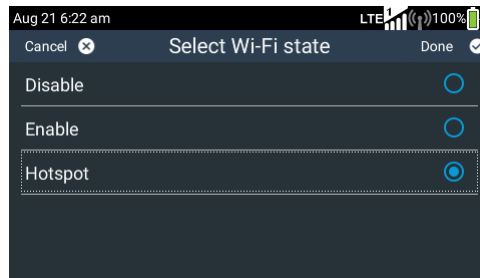 Aug 21 6:22 am LTE 1 100%
Cancel Select Wi-Fi state Done
Disable
Enable
Hotspot